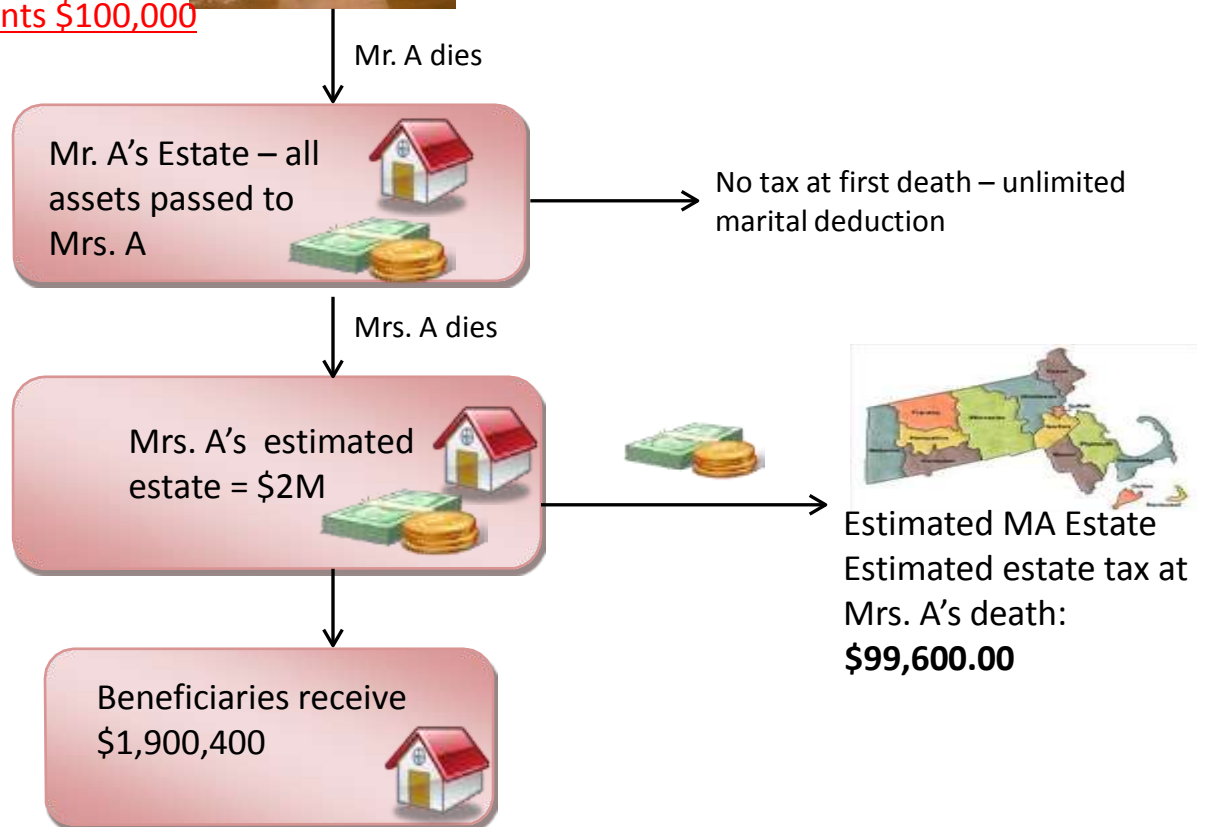 nts $100,000
Mr. A dies
Mr. A’s Estate – all
assets passed to
Mrs. A
No tax at first death – unlimited
marital deduction
Mrs. A dies
Mrs. A’s estimated
estate = $2M
Estimated MA Estate
Estimated estate tax at
Mrs. A’s death:
$99,600.00
Beneficiaries receive
$1,900,400